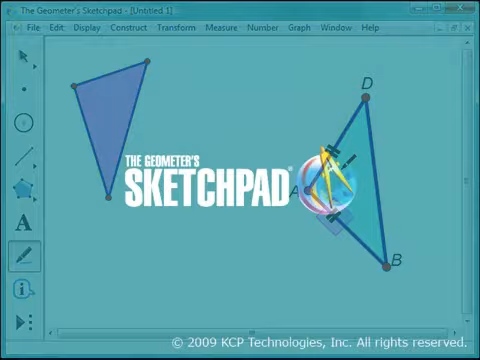 The Geometer's Sketchpad - [Untitled 1]
File Edit Display Construct Transform Measure Number Graph Window Help
D
THE GEOMETER'S
SKETCHPAD®
A
B
A
i
© 2009 KCP Technologies, Inc. All rights reserved.